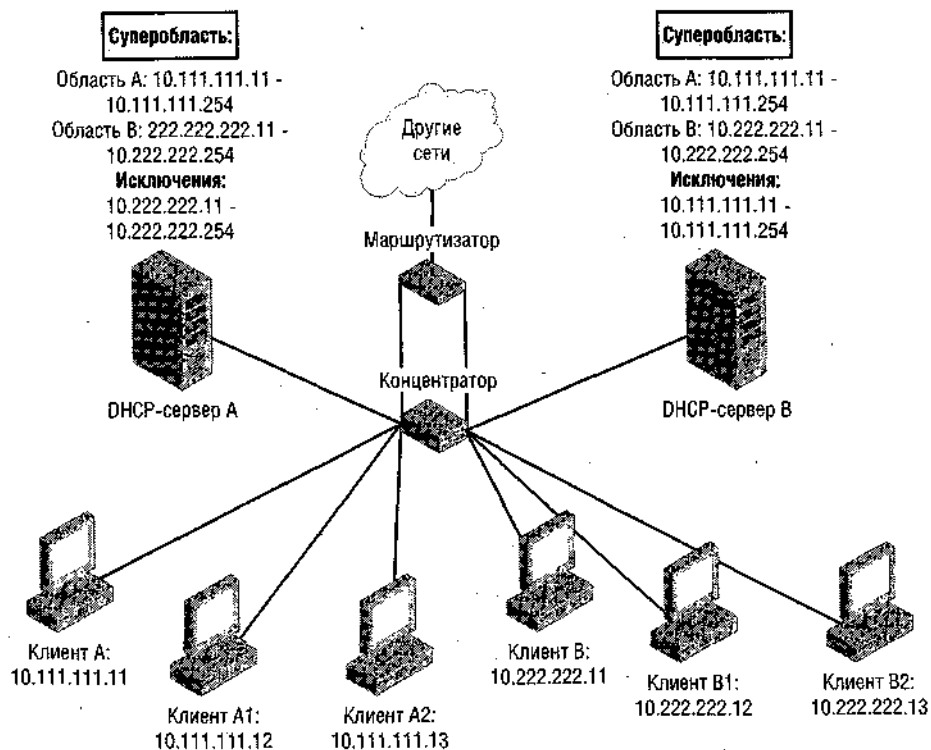 Суперобласть:
Область A: 10.111.111.11 -
10.111.111.254
Область B: 222.222.222.11 -
10.222.222.254
Исключения:
10.222.222.11 -
10.222.222.254
DHCP-сервер A
Другие
сети
Маршрутизатор
Концентратор
Суперобласть:
Область A: 10.111.111.11 -
10.111.111.254
Область B: 10.222.222.11 -
10.222.222.254
Исключения:
10.111.111.11 -
10.111.111.254
DHCP-сервер B
Клиент A:
10.111.111.11
Клиент A1:
10.111.111.12
Клиент A2:
10.111.111.13
Клиент B:
10.222.222.11
Клиент B1:
10.222.222.12
Клиент B2:
10.222.222.13